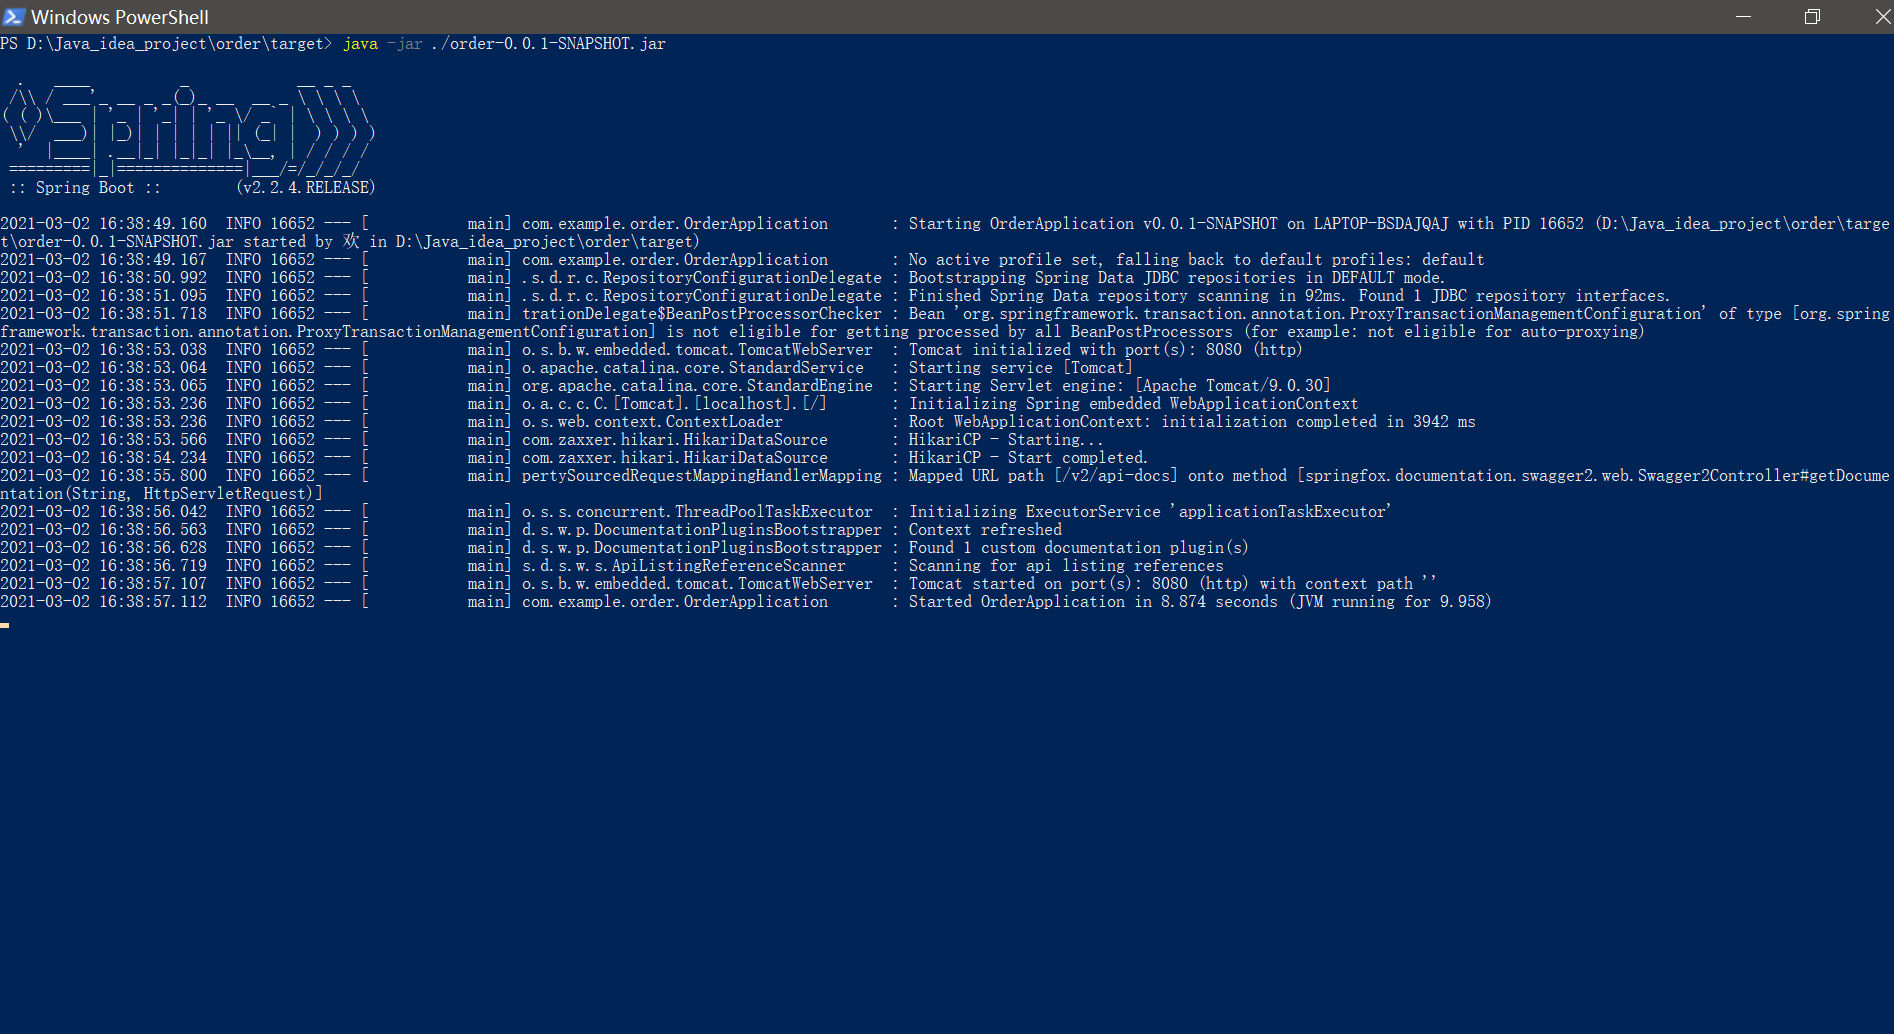 Windows PowerShell
PS D:\Java_idea_project\order\target> java -jar ./order-0.0.1-SNAPSHOT.jar
  .   ____          _            __ _ _
 /\\ / ___'_ __ _ _(_)_ __  __ _ \ \ \ \
( ( )\___ | '_ | '_| | '_ \/ _` | \ \ \ \
 \\/  ___)| |_)| | | | | || (_| |  ) ) ) )
  '  |____| .__|_| |_|_| |_\__, | / / / /
 =========|_|==============|___/=/_/_/_/
 :: Spring Boot ::        (v2.2.4.RELEASE)
2021-03-02 16:38:49.160  INFO 16652 --- [           main] com.example.order.OrderApplication       : Starting OrderApplication v0.0.1-SNAPSHOT on LAPTOP-BSDAJQAJ with PID 16652 (D:\Java_idea_project\order\targe
t\order-0.0.1-SNAPSHOT.jar started by 欢 in D:\Java_idea_project\order\target)
2021-03-02 16:38:49.167  INFO 16652 --- [           main] com.example.order.OrderApplication       : No active profile set, falling back to default profiles: default
2021-03-02 16:38:50.992  INFO 16652 --- [           main] .s.d.r.c.RepositoryConfigurationDelegate : Bootstrapping Spring Data JDBC repositories in DEFAULT mode.
2021-03-02 16:38:51.095  INFO 16652 --- [           main] .s.d.r.c.RepositoryConfigurationDelegate : Finished Spring Data repository scanning in 92ms. Found 1 JDBC repository interfaces.
2021-03-02 16:38:51.718  INFO 16652 --- [           main] trationDelegate$BeanPostProcessorChecker : Bean 'org.springframework.transaction.annotation.ProxyTransactionManagementConfiguration' of type [org.spring
framework.transaction.annotation.ProxyTransactionManagementConfiguration] is not eligible for getting processed by all BeanPostProcessors (for example: not eligible for auto-proxying)
2021-03-02 16:38:53.038  INFO 16652 --- [           main] o.s.b.w.embedded.tomcat.TomcatWebServer  : Tomcat initialized with port(s): 8080 (http)
2021-03-02 16:38:53.064  INFO 16652 --- [           main] o.apache.catalina.core.StandardService   : Starting service [Tomcat]
2021-03-02 16:38:53.065  INFO 16652 --- [           main] org.apache.catalina.core.StandardEngine  : Starting Servlet engine: [Apache Tomcat/9.0.30]
2021-03-02 16:38:53.236  INFO 16652 --- [           main] o.a.c.c.C.[Tomcat].[localhost].[/]       : Initializing Spring embedded WebApplicationContext
2021-03-02 16:38:53.236  INFO 16652 --- [           main] o.s.web.context.ContextLoader            : Root WebApplicationContext: initialization completed in 3942 ms
2021-03-02 16:38:53.566  INFO 16652 --- [           main] com.zaxxer.hikari.HikariDataSource       : HikariCP - Starting...
2021-03-02 16:38:54.234  INFO 16652 --- [           main] com.zaxxer.hikari.HikariDataSource       : HikariCP - Start completed.
2021-03-02 16:38:55.800  INFO 16652 --- [           main] pertySourcedRequestMappingHandlerMapping : Mapped URL path [/v2/api-docs] onto method [springfox.documentation.swagger2.web.Swagger2Controller#getDocume
ntation(String, HttpServletRequest)]
2021-03-02 16:38:56.042  INFO 16652 --- [           main] o.s.s.concurrent.ThreadPoolTaskExecutor  : Initializing ExecutorService 'applicationTaskExecutor'
2021-03-02 16:38:56.563  INFO 16652 --- [           main] d.s.w.p.DocumentationPluginsBootstrapper : Context refreshed
2021-03-02 16:38:56.628  INFO 16652 --- [           main] d.s.w.p.DocumentationPluginsBootstrapper : Found 1 custom documentation plugin(s)
2021-03-02 16:38:56.719  INFO 16652 --- [           main] s.d.s.w.s.ApiListingReferenceScanner     : Scanning for api listing references
2021-03-02 16:38:57.107  INFO 16652 --- [           main] o.s.b.w.embedded.tomcat.TomcatWebServer  : Tomcat started on port(s): 8080 (http) with context path ''
2021-03-02 16:38:57.112  INFO 16652 --- [           main] com.example.order.OrderApplication       : Started OrderApplication in 8.874 seconds (JVM running for 9.958)